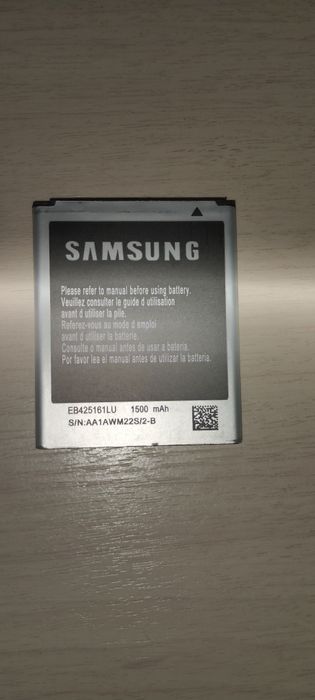 SAMSUNG
Please refer to manual before using battery.
Veuillez consulter le guide d utilisation
avant d utiliser la pile.
Referez-vous au mode d emploi
avant d utiliser la batterie.
Consulte o manual antes de usar a bateria.
Por favor lea el manual antes de utilizar la bateria.
EB425161LU 1500 mAh
S/N:AA1AWM22S/2-B